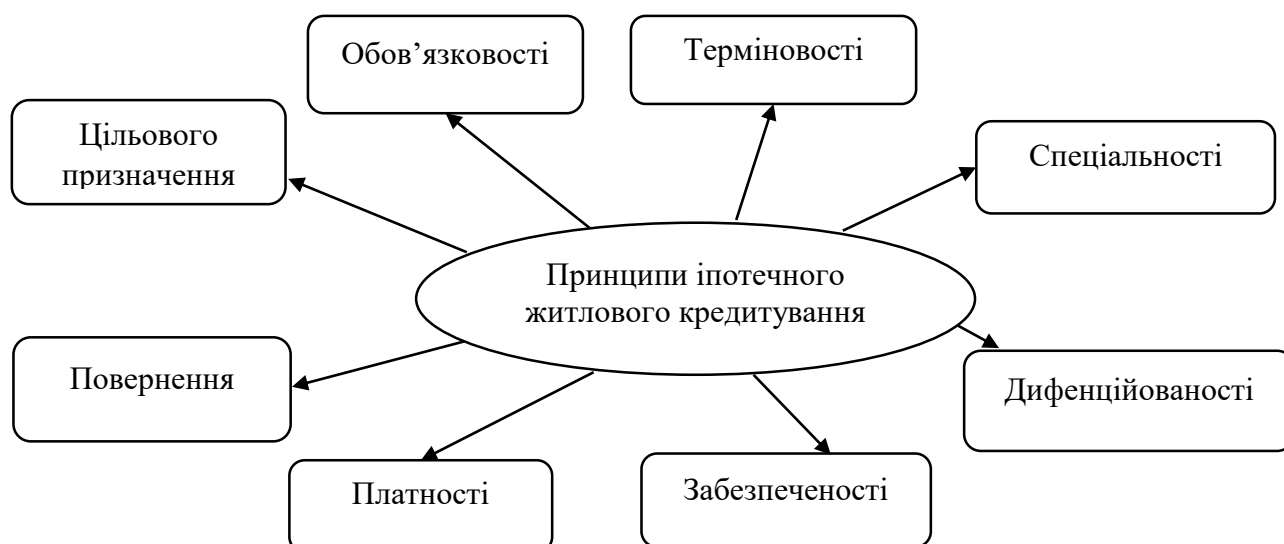 Обов’язковості
Терміновості
Цільового
призначення
Спеціальності
Принципи іпотечного
житлового кредитування
Повернення
Дифенційованості
Платності
Забезпеченості